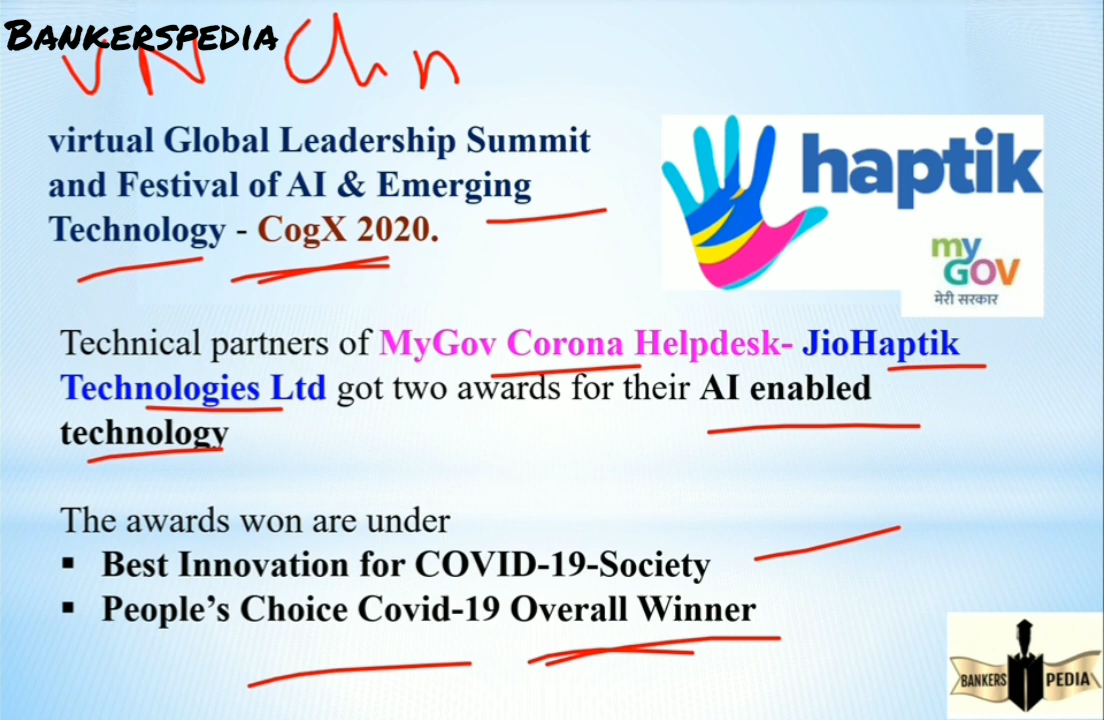 BANKERSPEDIA
virtual Global Leadership Summit
and Festival of AI & Emerging
Technology - CogX 2020.
haptik
my
GOV
मेरी सरकार
Technical partners of MyGov Corona Helpdesk- JioHaptik
Technologies Ltd got two awards for their AI enabled
technology
The awards won are under
▪ Best Innovation for COVID-19-Society
▪ People’s Choice Covid-19 Overall Winner
BANKERS PEDIA